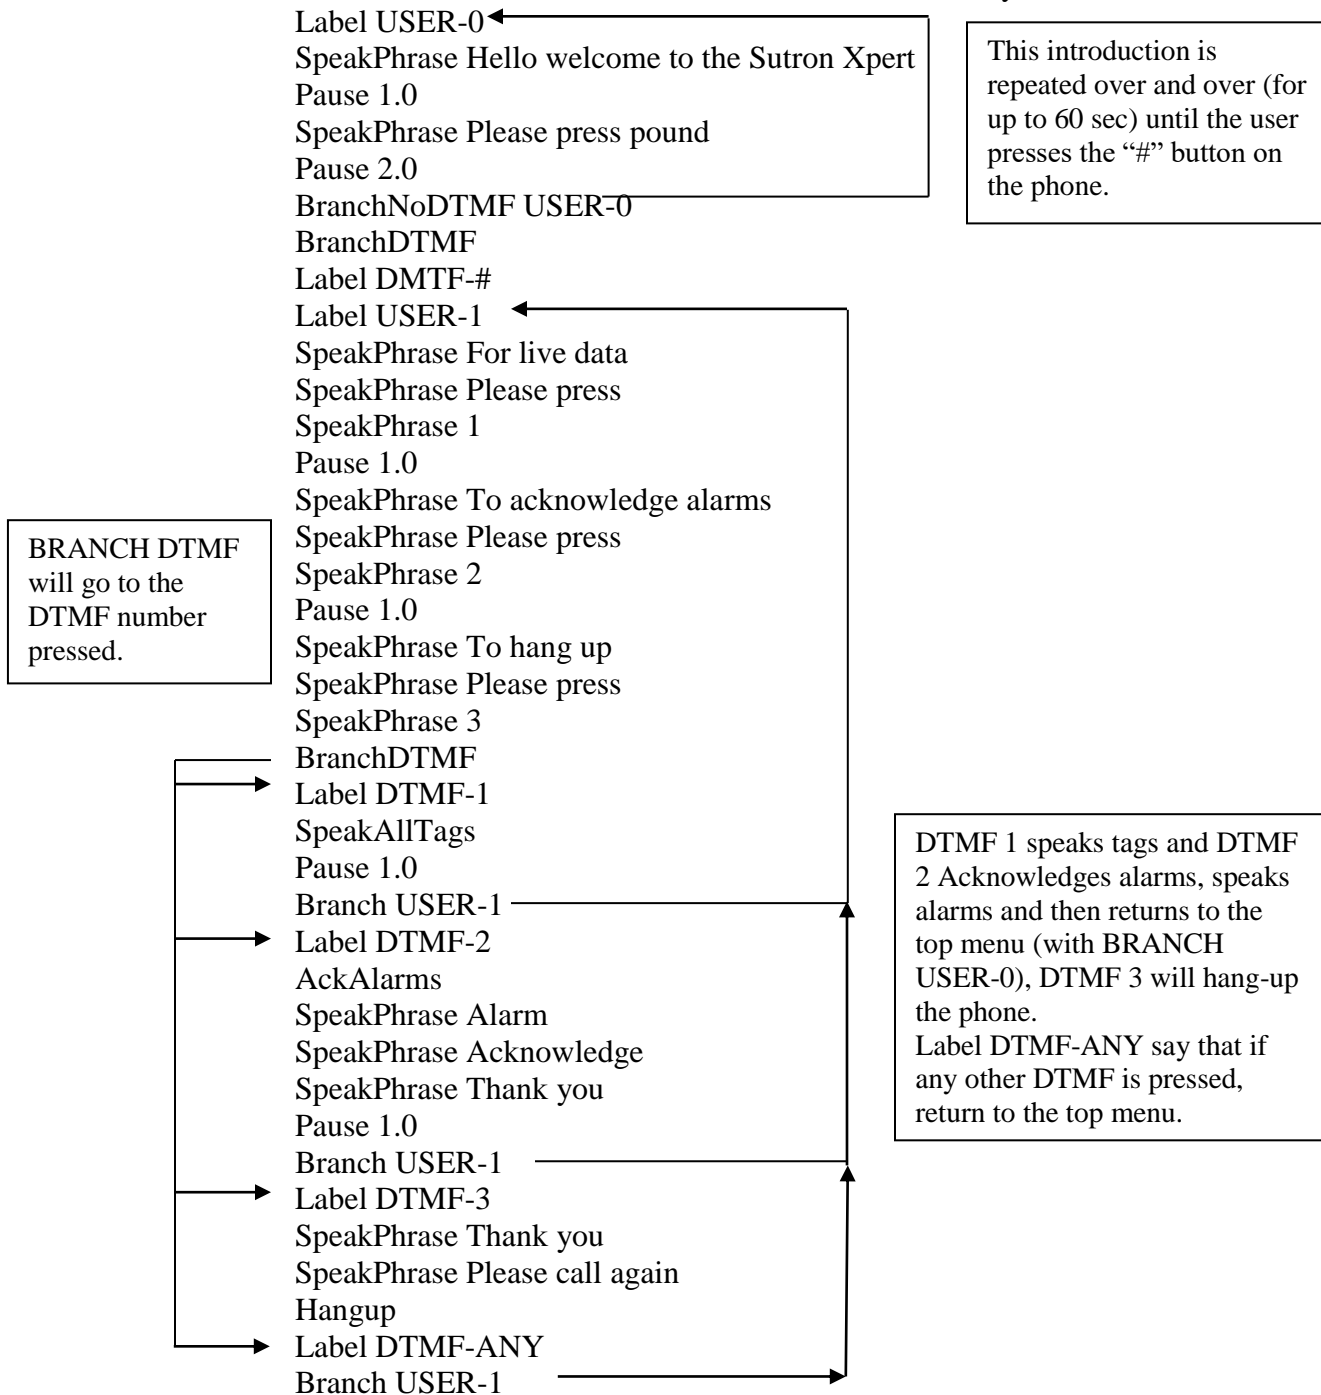 Label USER-0
SpeakPhrase Hello welcome to the Sutron Xpert
Pause 1.0
SpeakPhrase Please press pound
Pause 2.0
BranchNoDTMF USER-0
BranchDTMF
Label DMTF-#
Label USER-1
SpeakPhrase For live data
SpeakPhrase Please press
SpeakPhrase 1
Pause 1.0
SpeakPhrase To acknowledge alarms
SpeakPhrase Please press
SpeakPhrase 2
Pause 1.0
SpeakPhrase To hang up
SpeakPhrase Please press
SpeakPhrase 3
BranchDTMF
Label DTMF-1
SpeakAllTags
Pause 1.0
Branch USER-1
Label DTMF-2
AckAlarms
SpeakPhrase Alarm
SpeakPhrase Acknowledge
SpeakPhrase Thank you
Pause 1.0
Branch USER-1
Label DTMF-3
SpeakPhrase Thank you
SpeakPhrase Please call again
Hangup
Label DTMF-ANY
Branch USER-1
This introduction is
repeated over and over (for
up to 60 sec) until the user
presses the “#” button on
the phone.
BRANCH DTMF
will go to the
DTMF number
pressed.
DTMF 1 speaks tags and DTMF
2 Acknowledges alarms, speaks
alarms and then returns to the
top menu (with BRANCH
USER-0), DTMF 3 will hang-up
the phone.
Label DTMF-ANY say that if
any other DTMF is pressed,
return to the top menu.